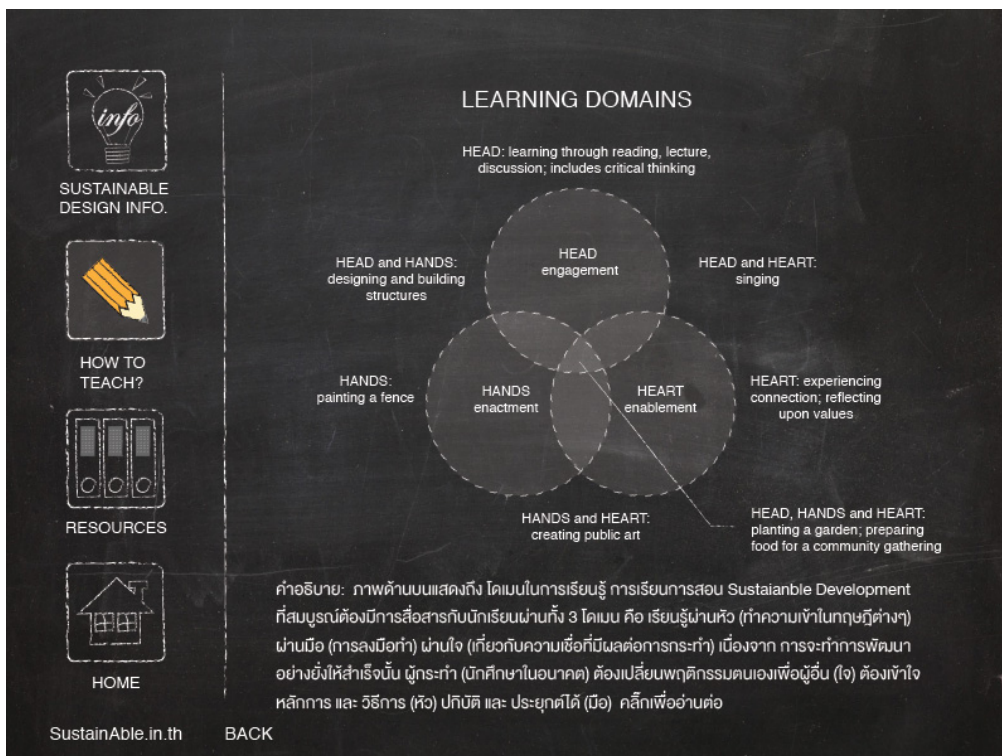 info
SUSTAINABLE
DESIGN INFO.
HOW TO
TEACH?
RESOURCES
HOME
LEARNING DOMAINS
HEAD: learning through reading, lecture,
discussion; includes critical thinking
HEAD
engagement
HEAD and HANDS:
designing and building
structures
HEAD and HEART:
singing
HANDS:
painting a fence
HANDS
enactment
HEART
enablement
HEART: experiencing
connection; reflecting
upon values
HANDS and HEART:
creating public art
HEAD, HANDS and HEART:
planting a garden; preparing
food for a community gathering
คำอธิบาย: ภาพด้านบนแสดงถึง โดเมนในการเรียนรู้ การเรียนการสอน Sustaianble Development
ที่สมบูรณ์ต้องมีการสื่อสารกับนักเรียนผ่านทั้ง 3 โดเมน คือ เรียนรู้ผ่านหัว (ทำความเข้าในทฤษฎีต่างๆ)
ผ่านมือ (การลงมือทำ) ผ่านใจ (เกี่ยวกับความเชื่อที่มีผลต่อการกระทำ) เนื่องจาก การจะทำการพัฒนา
อย่างยั่งให้สำเร็จนั้น ผู้กระทำ (นักศึกษาในอนาคต) ต้องเปลี่ยนพฤติกรรมตนเองเพื่อผู้อื่น (ใจ) ต้องเข้าใจ
หลักการ และ วิธีการ (หัว) ปกิบัติ และ ประยุกต์ได้ (มือ) คลิ๊กเพื่ออ่านต่อ
SustainAble.in.th
BACK